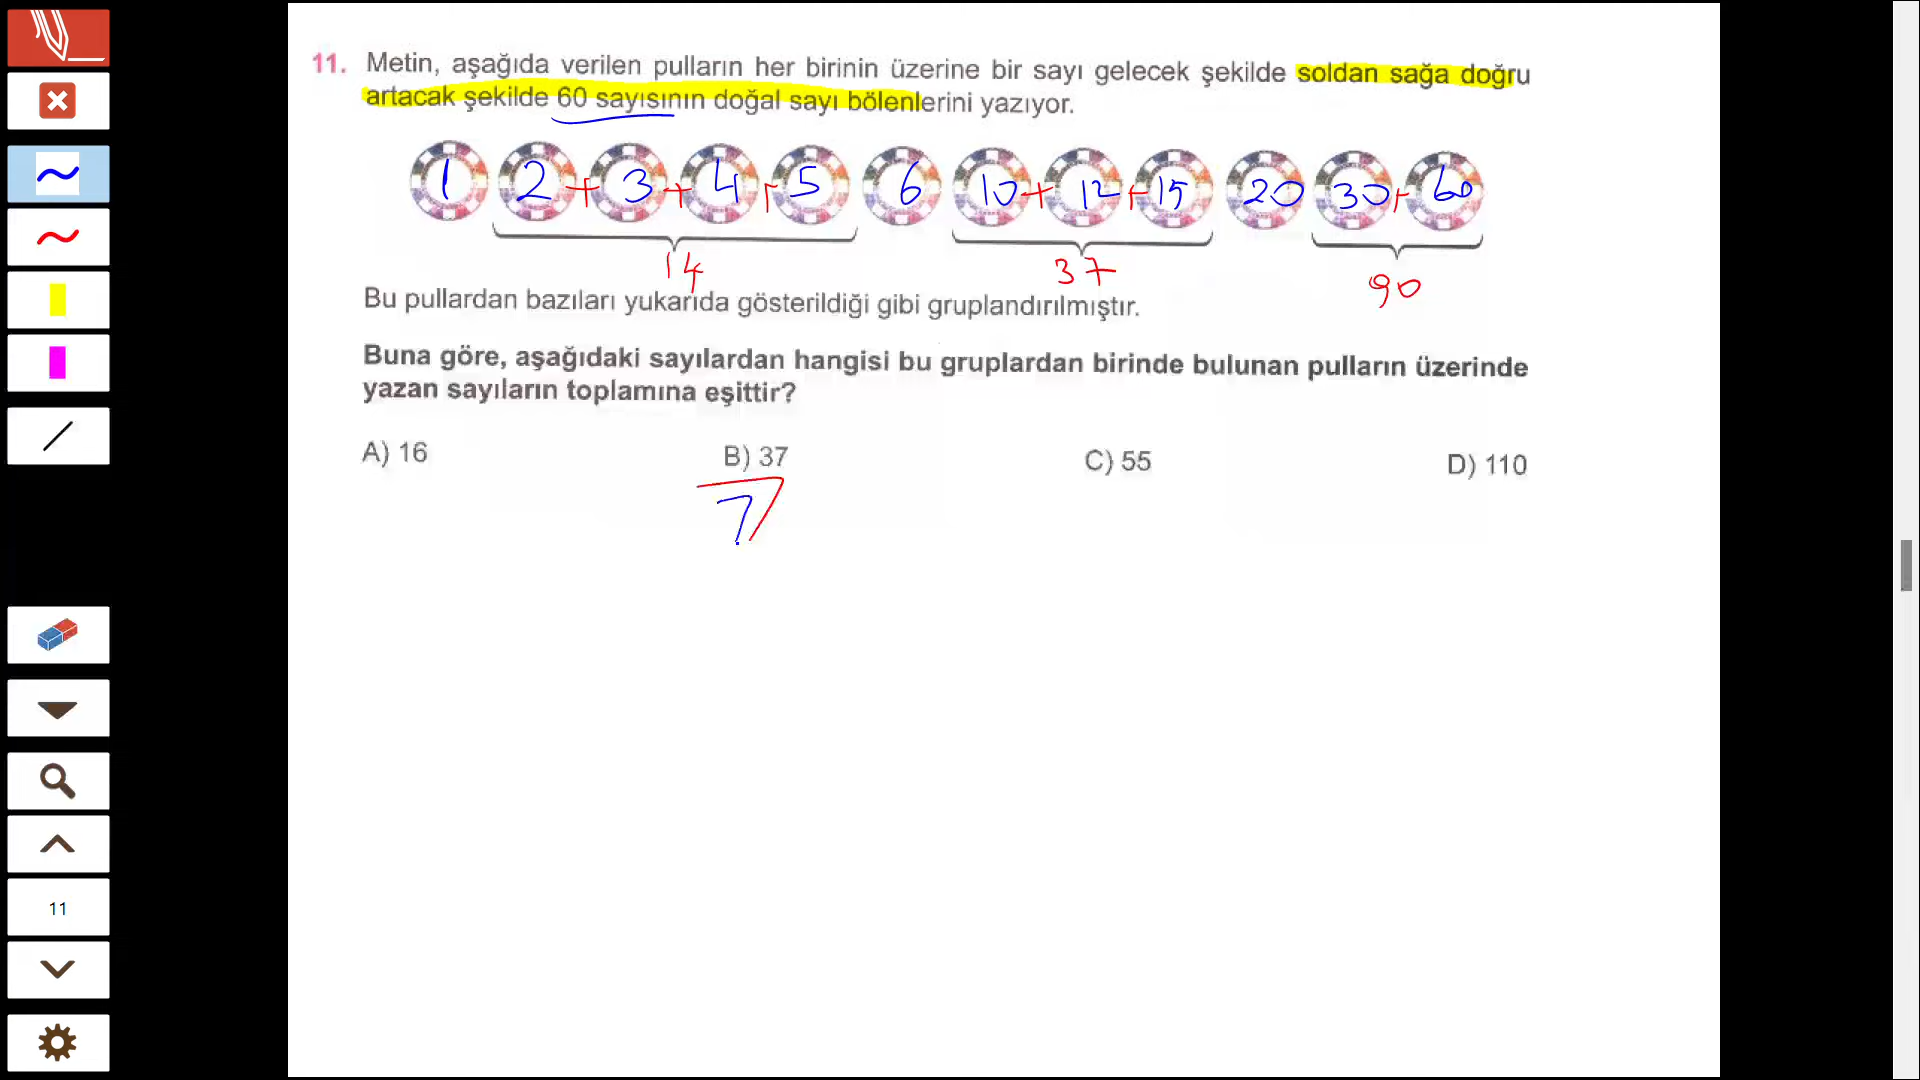 11. Metin, aşağıda verilen pulların her birinin üzerine bir sayı gelecek şekilde soldan sağa doğru
artacak şekilde 60 sayısının doğal sayı bölenlerini yazıyor.
1 2 + 3 + 4 + 5 6 10 + 12 + 15 20 30 + 60
14 37 90
Bu pullardan bazıları yukarıda gösterildiği gibi gruplandırılmıştır.
Buna göre, aşağıdaki sayılardan hangisi bu gruplardan birinde bulunan pulların üzerinde
yazan sayıların toplamına eşittir?
A) 16 B) 37 C) 55 D) 110
11